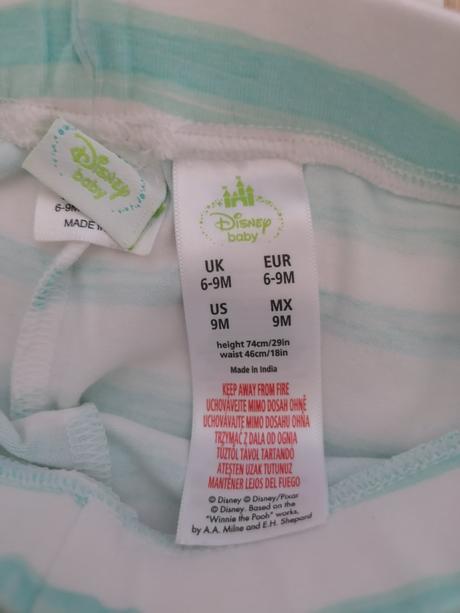 Disney
baby
6-9M
MADE I
Disney
baby
UK EUR
6-9M 6-9M
US MX
9M 9M
height 74cm/29in
waist 46cm/18in
Made in India
KEEP AWAY FROM FIRE
UCHOVÁVEJTE MIMO DOSAH OHNĚ
UCHOVÁVAJTE MIMO DOSAHU OHŇA
TRZYMAĆ Z DALA OD OGNIA
TŰZTŐL TÁVOL TARTANDÓ
ATEŞTEN UZAK TUTUNUZ
MANTENER LEJOS DEL FUEGO
© Disney © Disney/Pixar
© Disney. Based on the
"Winnie the Pooh" works,
by A.A. Milne and E.H. Shepard